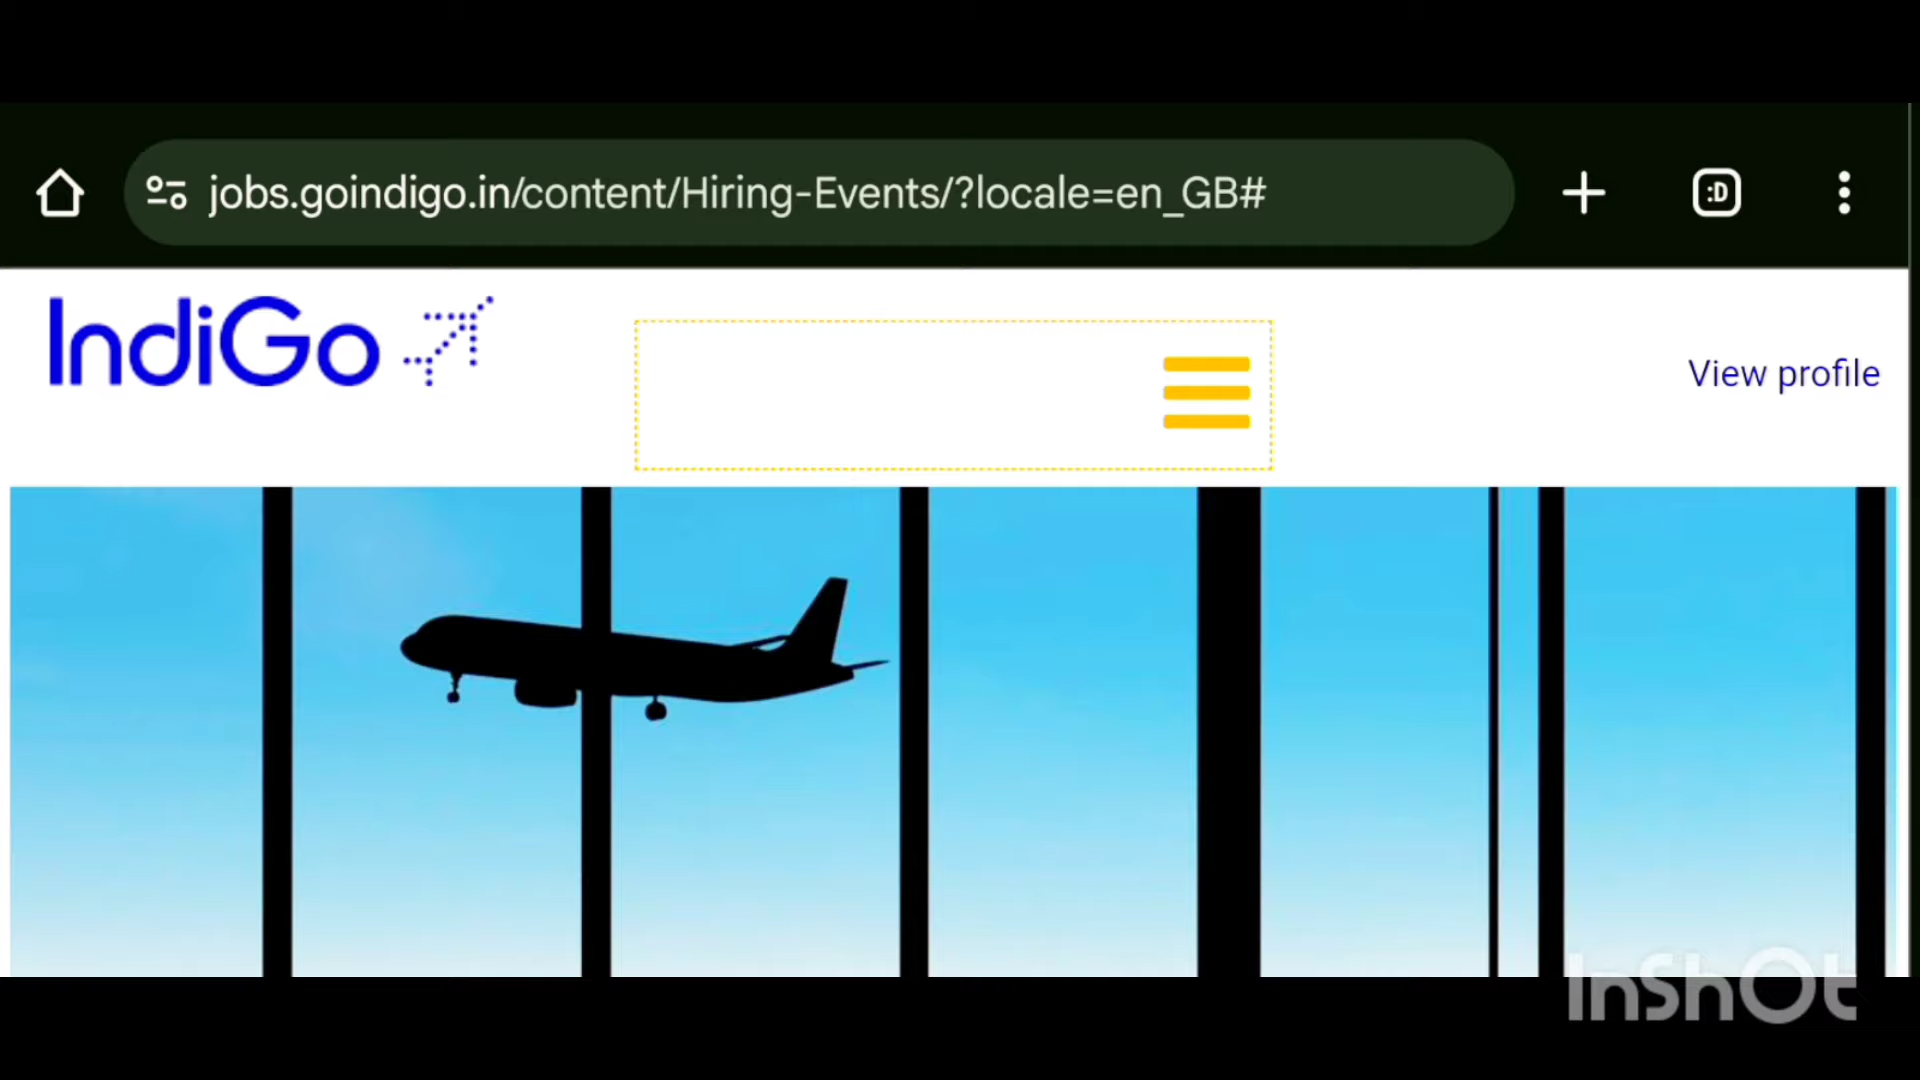 jobs.goindigo.in/content/Hiring-Events/?locale=en_GB#
:D
IndiGo
View profile
InShOt